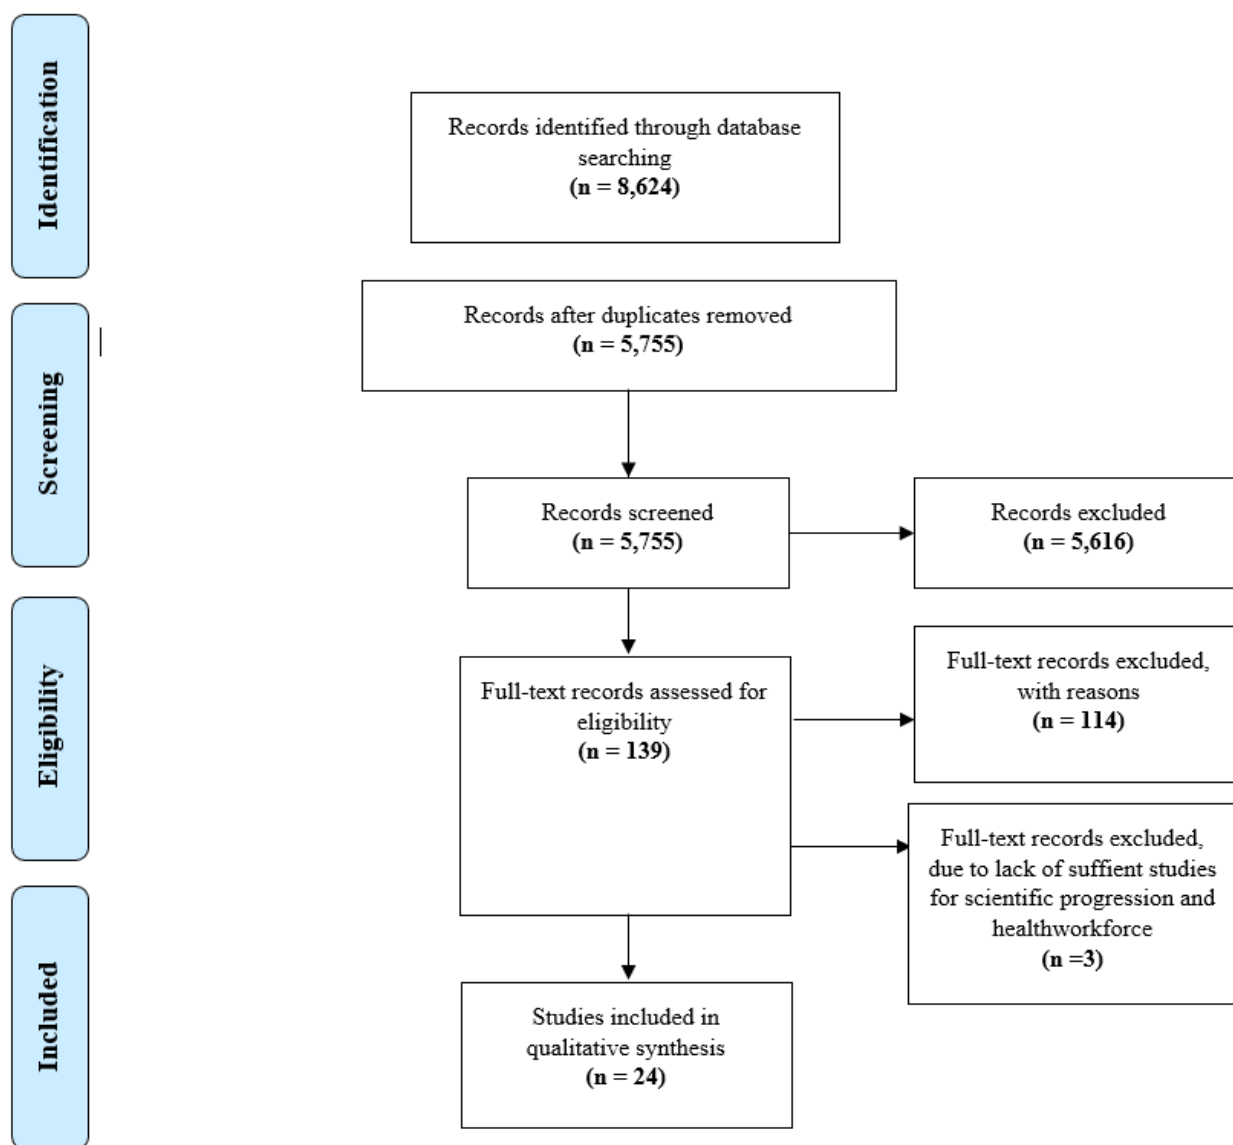 Identification
Records identified through database
searching
(n = 8,624)
Screening
Records after duplicates removed
(n = 5,755)
Records screened
(n = 5,755)
Records excluded
(n = 5,616)
Eligibility
Full-text records assessed for
eligibility
(n = 139)
Full-text records excluded,
with reasons
(n = 114)
Full-text records excluded,
due to lack of suffient studies
for scientific progression and
healthworkforce
(n =3)
Included
Studies included in
qualitative synthesis
(n = 24)